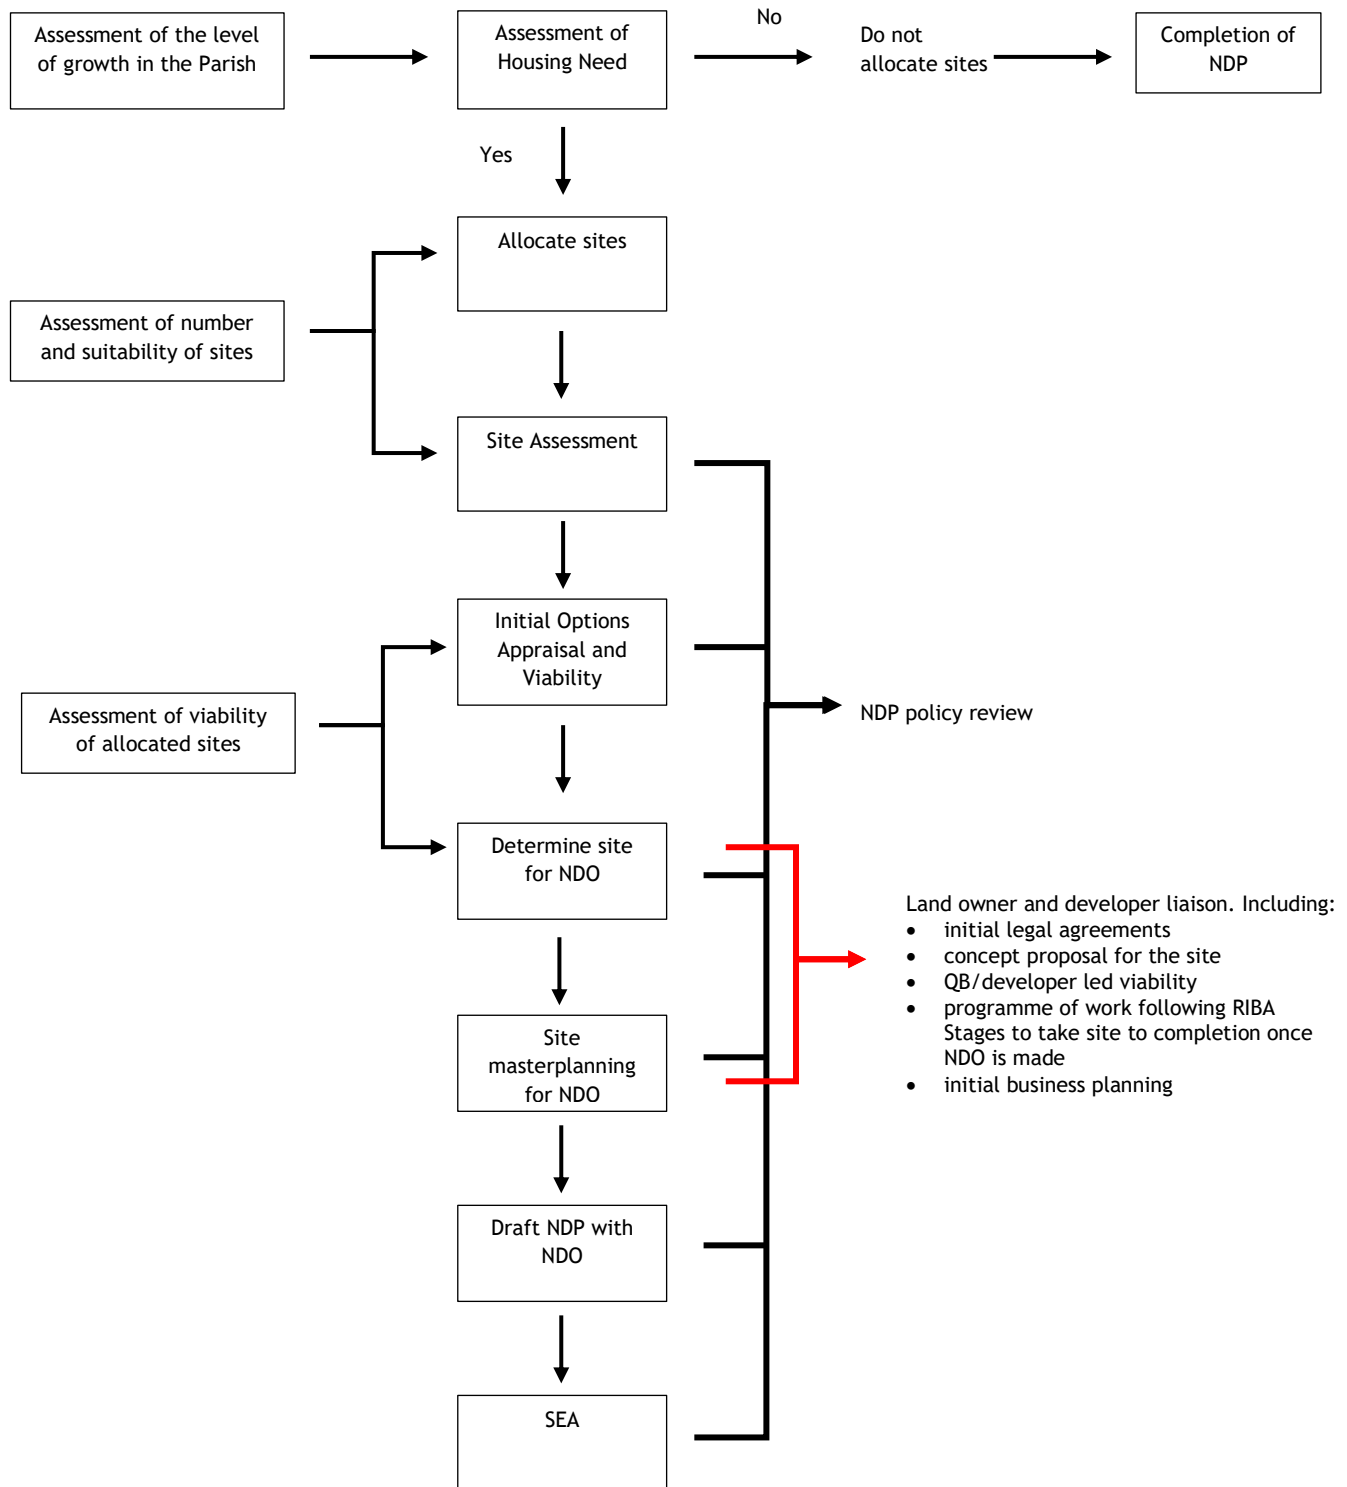 Assessment of the level
of growth in the Parish
Assessment of
Housing Need
No
Do not
allocate sites
Completion of
NDP
Yes
Allocate sites
Assessment of number
and suitability of sites
Site Assessment
Initial Options
Appraisal and
Viability
Assessment of viability
of allocated sites
NDP policy review
Determine site
for NDO
Land owner and developer liaison. Including:
• initial legal agreements
• concept proposal for the site
• QB/developer led viability
• programme of work following RIBA
Stages to take site to completion once
NDO is made
• initial business planning
Site
masterplanning
for NDO
Draft NDP with
NDO
SEA